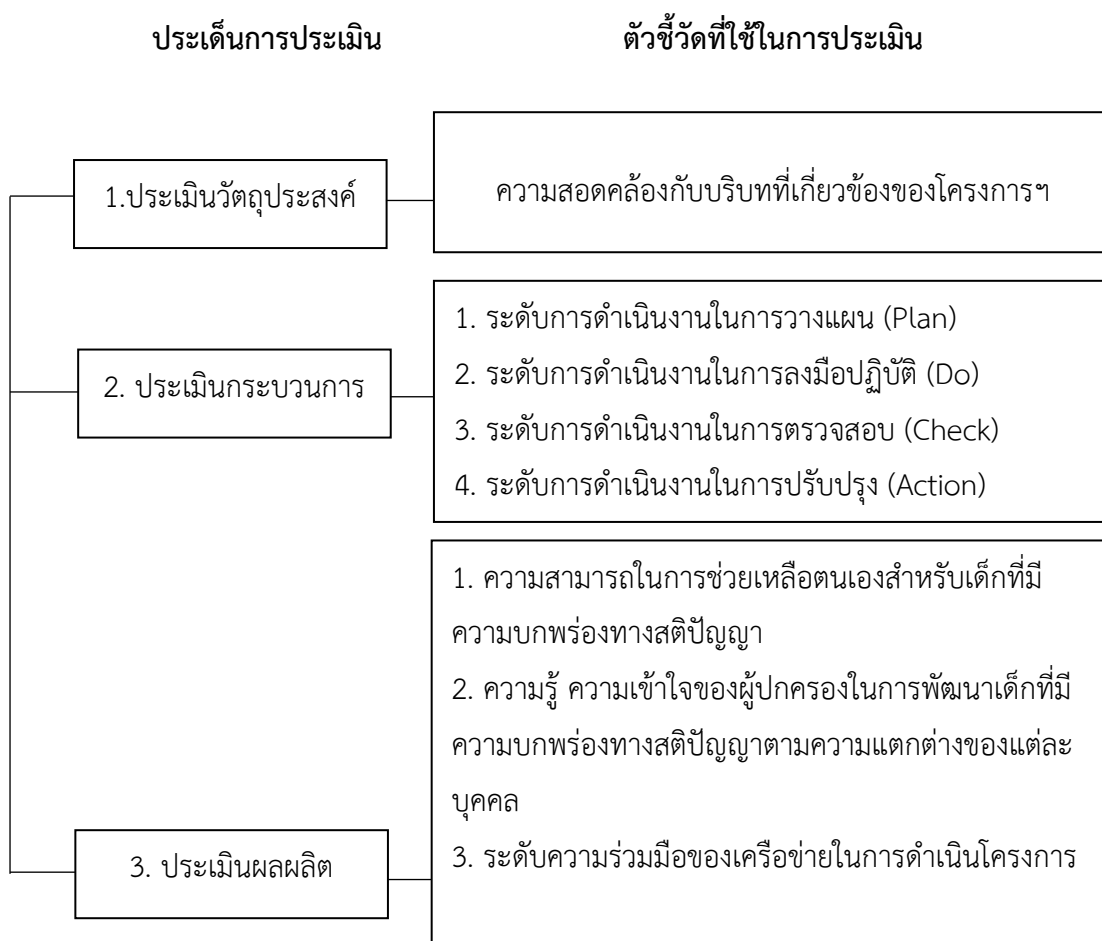 ประเด็นการประเมิน
ตัวชี้วัดที่ใช้ในการประเมิน
1.ประเมินวัตถุประสงค์
ความสอดคล้องกับบริบทที่เกี่ยวข้องของโครงการฯ
2. ประเมินกระบวนการ
1. ระดับการดำเนินงานในการวางแผน (Plan)
2. ระดับการดำเนินงานในการลงมือปฏิบัติ (Do)
3. ระดับการดำเนินงานในการตรวจสอบ (Check)
4. ระดับการดำเนินงานในการปรับปรุง (Action)
3. ประเมินผลผลิต
1. ความสามารถในการช่วยเหลือตนเองสำหรับเด็กที่มี
ความบกพร่องทางสติปัญญา
2. ความรู้ ความเข้าใจของผู้ปกครองในการพัฒนาเด็กที่มี
ความบกพร่องทางสติปัญญาตามความแตกต่างของแต่ละ
บุคคล
3. ระดับความร่วมมือของเครือข่ายในการดำเนินโครงการ